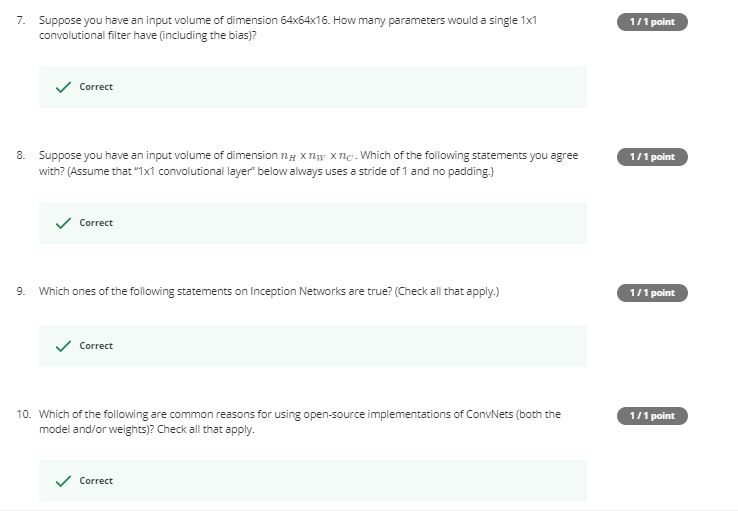 7. Suppose you have an input volume of dimension 64x64x16. How many parameters would a single 1x1
1 / 1 point
convolutional filter have (including the bias)?
Correct
8. Suppose you have an input volume of dimension n_H x n_W x n_C. Which of the following statements you agree
1 / 1 point
with? (Assume that "1x1 convolutional layer" below always uses a stride of 1 and no padding.)
Correct
9. Which ones of the following statements on Inception Networks are true? (Check all that apply.)
1 / 1 point
Correct
10. Which of the following are common reasons for using open-source implementations of ConvNets (both the
1 / 1 point
model and/or weights)? Check all that apply.
Correct